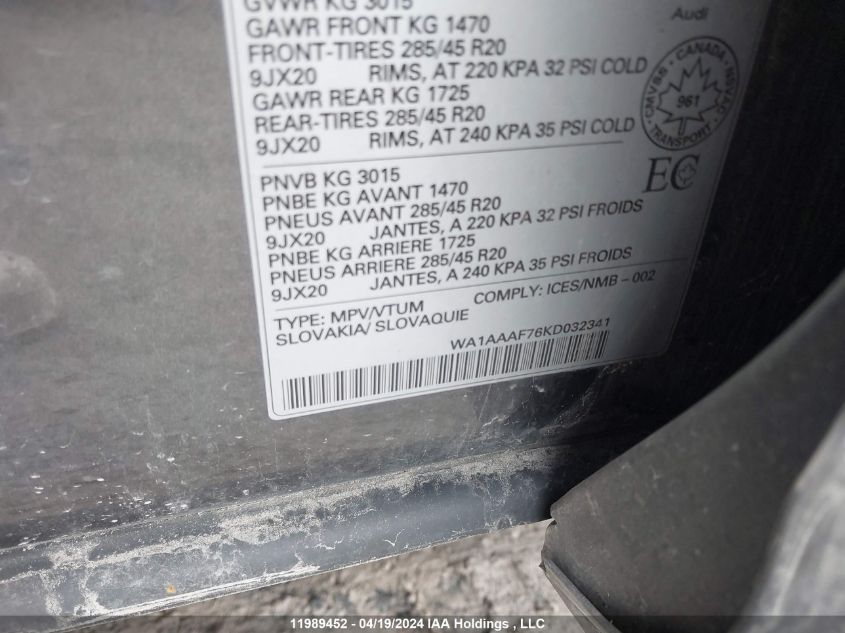 GVWR KG 3015
Audi
GAWR FRONT KG 1470
FRONT-TIRES 285/45 R20
9JX20 RIMS, AT 220 KPA 32 PSI COLD
GAWR REAR KG 1725
REAR-TIRES 285/45 R20
9JX20 RIMS, AT 240 KPA 35 PSI COLD
CANADA
CMVSS NSVAC
961
TRANSPORT
EC
PNVB KG 3015
PNBE KG AVANT 1470
PNEUS AVANT 285/45 R20
9JX20 JANTES, A 220 KPA 32 PSI FROIDS
PNBE KG ARRIERE 1725
PNEUS ARRIERE 285/45 R20
9JX20 JANTES, A 240 KPA 35 PSI FROIDS
TYPE: MPV/VTUM COMPLY: ICES/NMB - 002
SLOVAKIA/ SLOVAQUIE
WA1AAAF76KD032341
11989452 - 04/19/2024 IAA Holdings, LLC